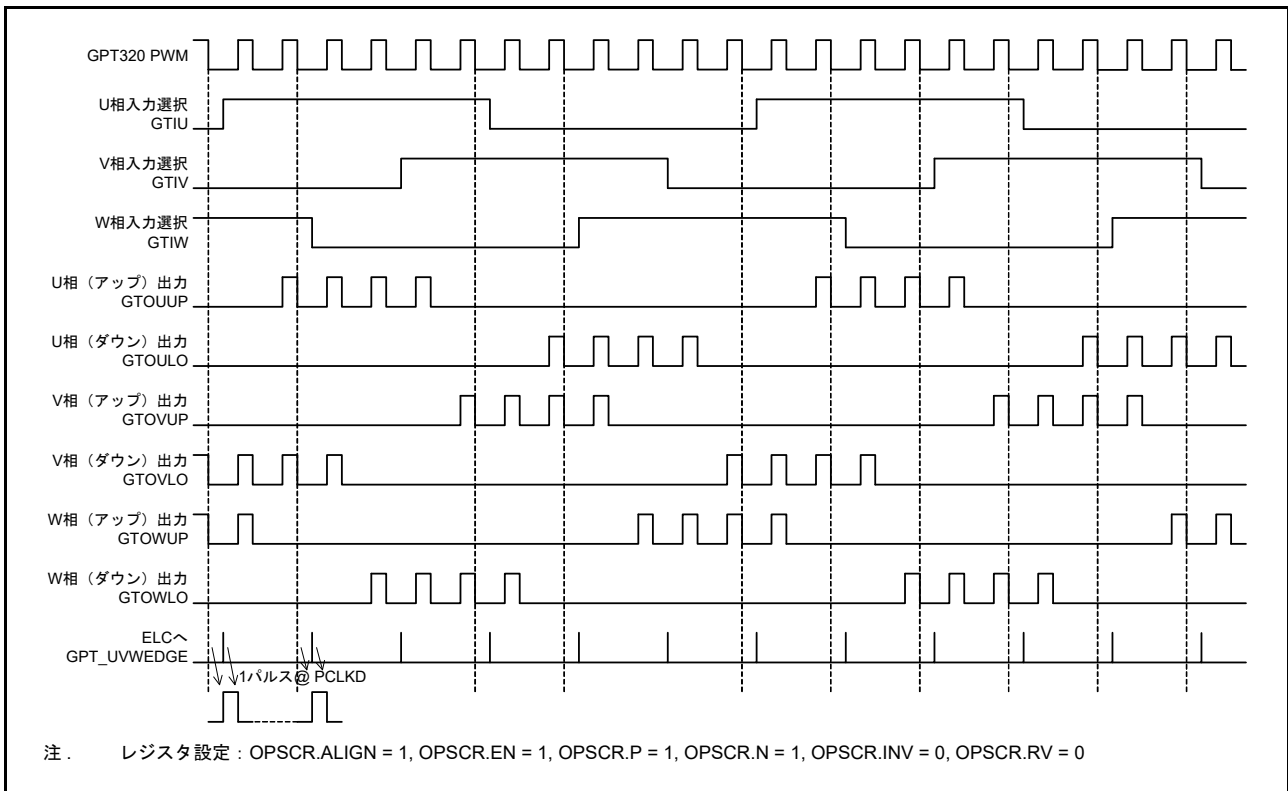 GPT320 PWM
U相入力選択
GTIU
V相入力選択
GTIV
W相入力選択
GTIW
U相（アップ）出力
GTOUUP
U相（ダウン）出力
GTOULO
V相（アップ）出力
GTOVUP
V相（ダウン）出力
GTOVLO
W相（アップ）出力
GTOWUP
W相（ダウン）出力
GTOWLO
ELCへ
GPT_UVWEDGE
1パルス@ PCLKD
注． レジスタ設定：OPSCR.ALIGN = 1, OPSCR.EN = 1, OPSCR.P = 1, OPSCR.N = 1, OPSCR.INV = 0, OPSCR.RV = 0